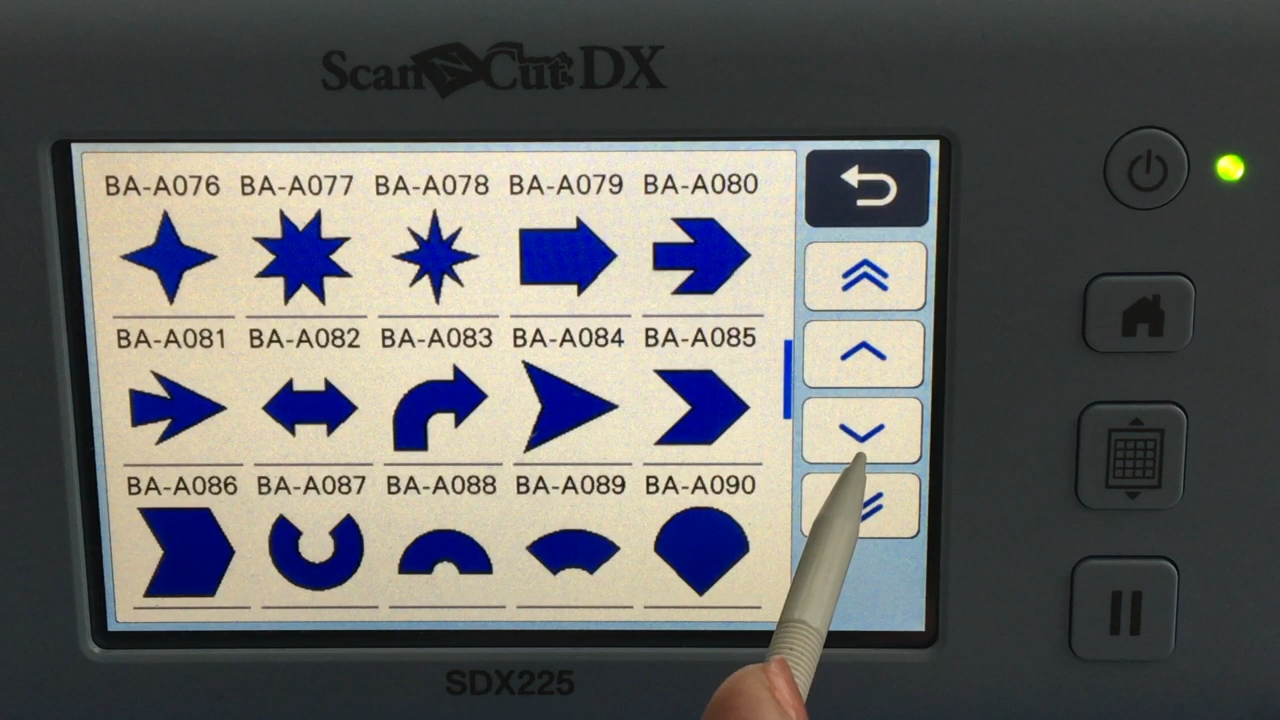 ScanNCut DX
BA-A076 BA-A077 BA-A078 BA-A079 BA-A080
BA-A081 BA-A082 BA-A083 BA-A084 BA-A085
BA-A086 BA-A087 BA-A088 BA-A089 BA-A090
SDX225